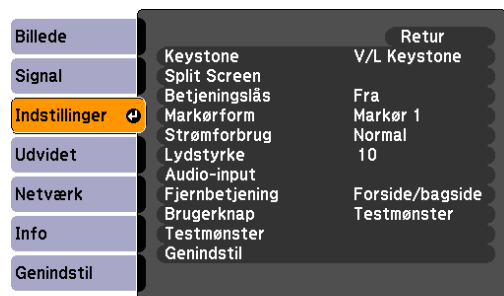 Billede
Signal
Indstillinger
Udvidet
Netværk
Info
Genindstil
Retur
Keystone V/L Keystone
Split Screen
Betjeningslås Fra
Markørform Markør 1
Strømforbrug Normal
Lydstyrke 10
Audio-input
Fjernbetjening Forside/bagside
Brugerknap Testmønster
Testmønster
Genindstil